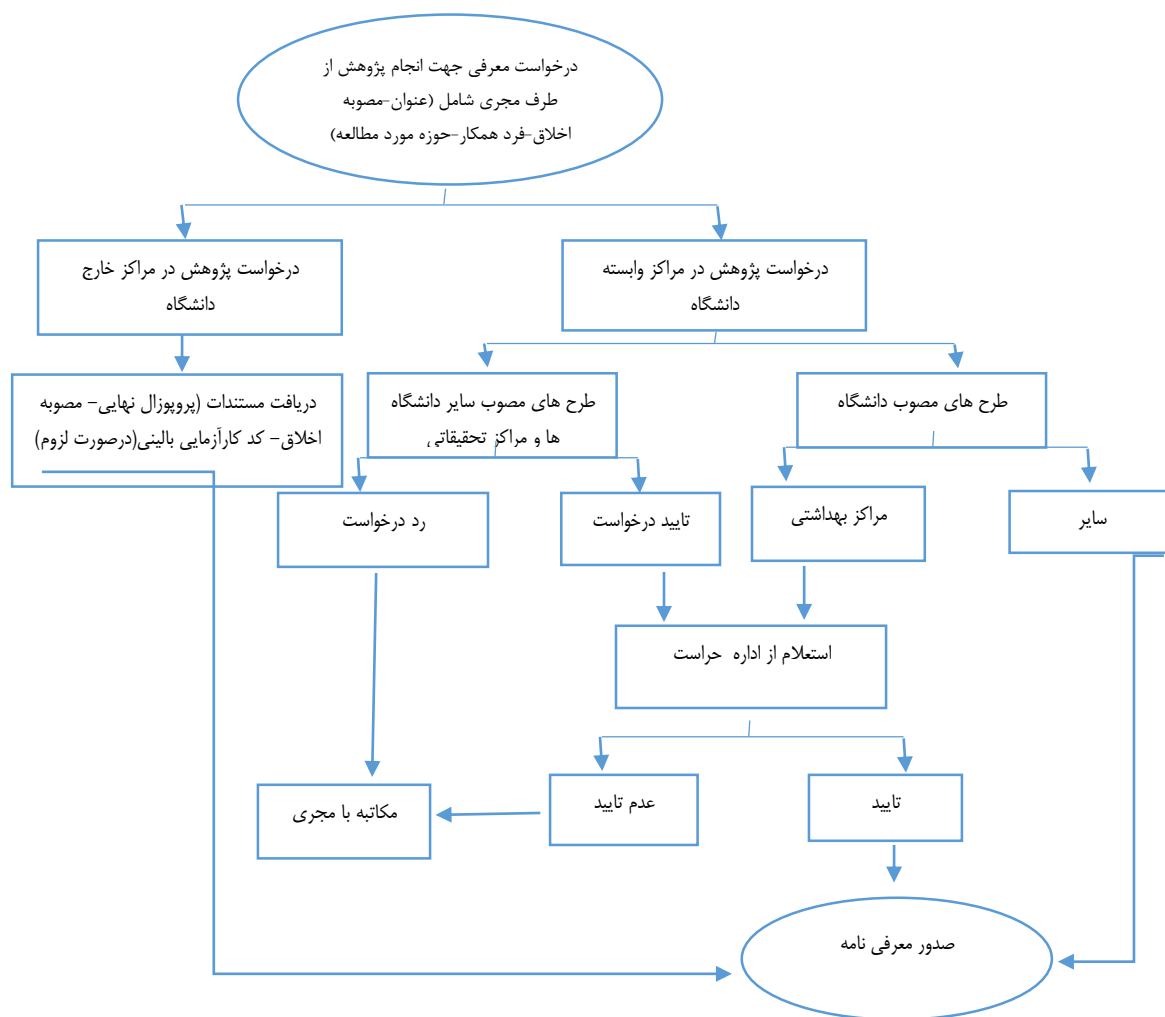 درخواست معرفی جهت انجام پژوهش از
طرف مجری شامل (عنوان-مصوبه
اخلاق-فرد همکار-حوزه مورد مطالعه)
درخواست پژوهش در مراکز وابسته
دانشگاه
درخواست پژوهش در مراکز خارج
دانشگاه
طرح های مصوب دانشگاه
طرح های مصوب سایر دانشگاه
ها و مراکز تحقیقاتی
دریافت مستندات (پروپوزال نهایی- مصوبه
اخلاق- کد کارآزمایی بالینی(درصورت لزوم)
سایر
مراکز بهداشتی
تایید درخواست
رد درخواست
استعلام از اداره حراست
تایید
عدم تایید
مکاتبه با مجری
صدور معرفی نامه